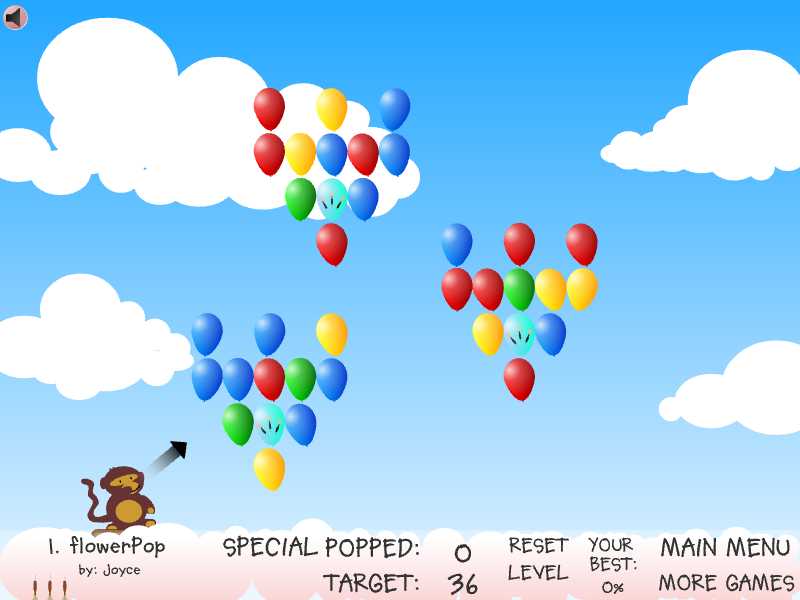 1. flowerPop
by: Joyce
SPECIAL POPPED: 0
TARGET: 36
RESET
LEVEL
YOUR
BEST:
0%
MAIN MENU
MORE GAMES